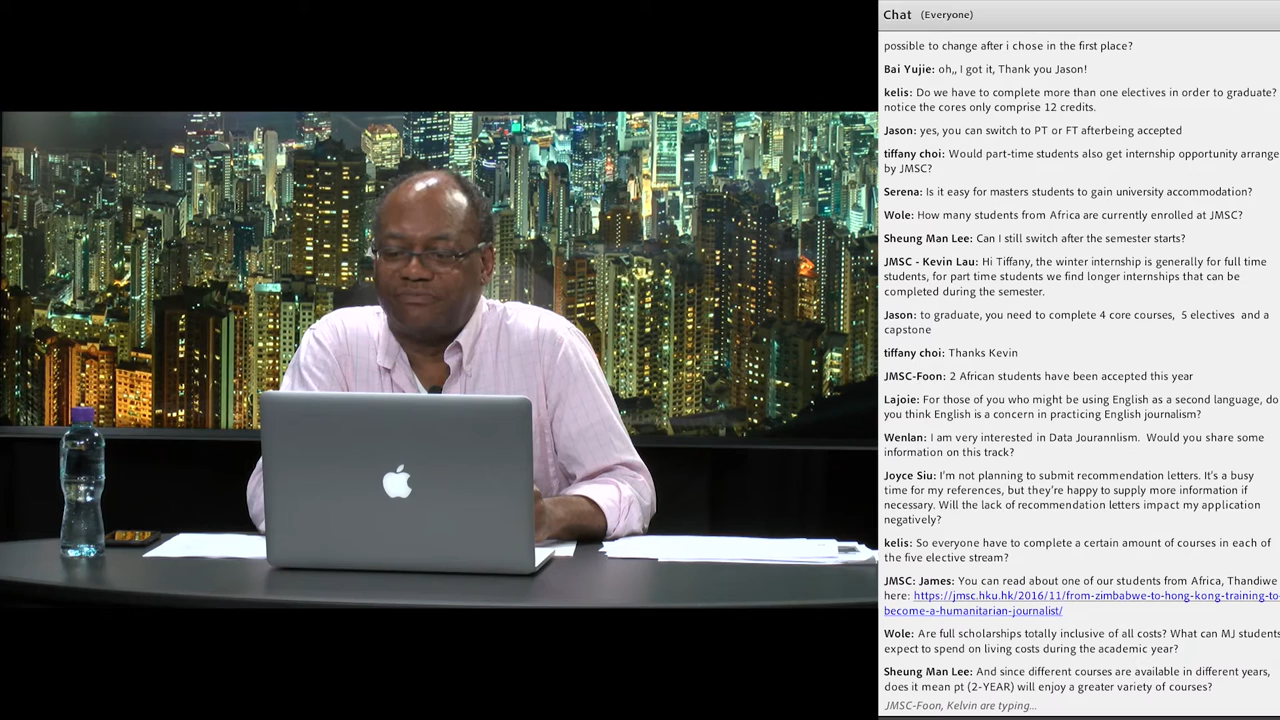 Chat (Everyone)
possible to change after i chose in the first place?
Bai Yujie: oh,, I got it, Thank you Jason!
kelis: Do we have to complete more than one electives in order to graduate?
notice the cores only comprise 12 credits.
Jason: yes, you can switch to PT or FT afterbeing accepted
tiffany choi: Would part-time students also get internship opportunity arrange
by JMSC?
Serena: Is it easy for masters students to gain university accommodation?
Wole: How many students from Africa are currently enrolled at JMSC?
Sheung Man Lee: Can I still switch after the semester starts?
JMSC - Kevin Lau: Hi Tiffany, the winter internship is generally for full time
students, for part time students we find longer internships that can be
completed during the semester.
Jason: to graduate, you need to complete 4 core courses, 5 electives and a
capstone
tiffany choi: Thanks Kevin
JMSC-Foon: 2 African students have been accepted this year
Lajoie: For those of you who might be using English as a second language, do
you think English is a concern in practicing English journalism?
Wenlan: I am very interested in Data Jourannlism. Would you share some
information on this track?
Joyce Siu: I'm not planning to submit recommendation letters. It's a busy
time for my references, but they're happy to supply more information if
necessary. Will the lack of recommendation letters impact my application
negatively?
kelis: So everyone have to complete a certain amount of courses in each of
the five elective stream?
JMSC: James: You can read about one of our students from Africa, Thandiwe
here: https://jmsc.hku.hk/2016/11/from-zimbabwe-to-hong-kong-training-to-
become-a-humanitarian-journalist/
Wole: Are full scholarships totally inclusive of all costs? What can MJ students
expect to spend on living costs during the academic year?
Sheung Man Lee: And since different courses are available in different years,
does it mean pt (2-YEAR) will enjoy a greater variety of courses?
JMSC-Foon, Kelvin are typing...